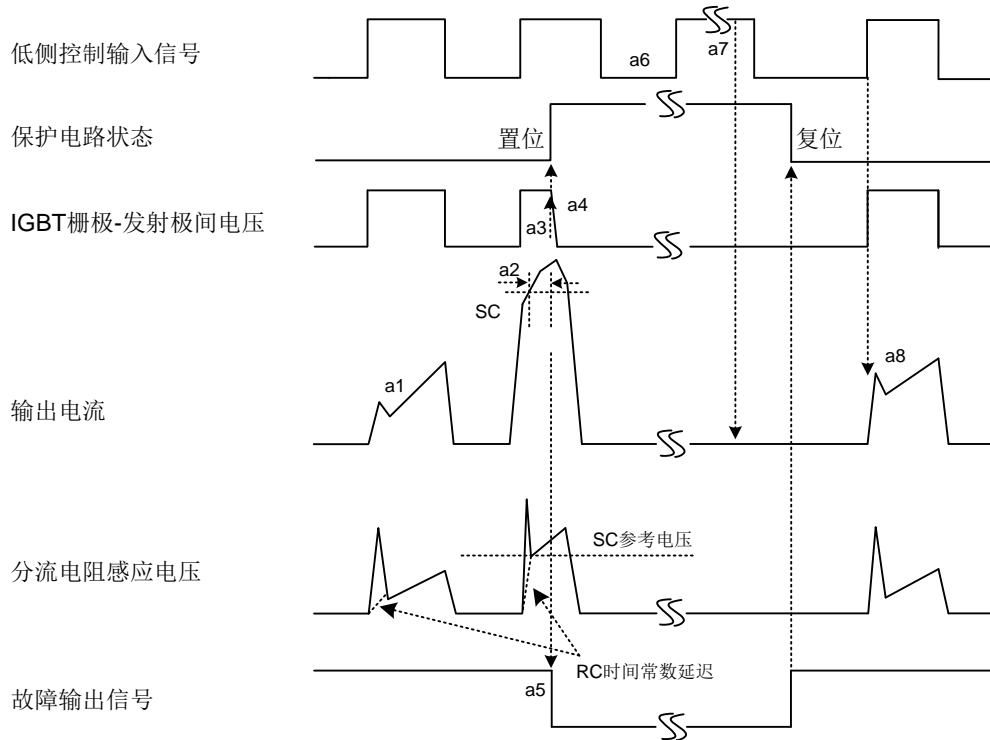 低侧控制输入信号
a6
a7
保护电路状态
置位
复位
IGBT栅极-发射极间电压
a3
a4
a2
SC
输出电流
a1
a8
分流电阻感应电压
SC参考电压
RC时间常数延迟
故障输出信号
a5